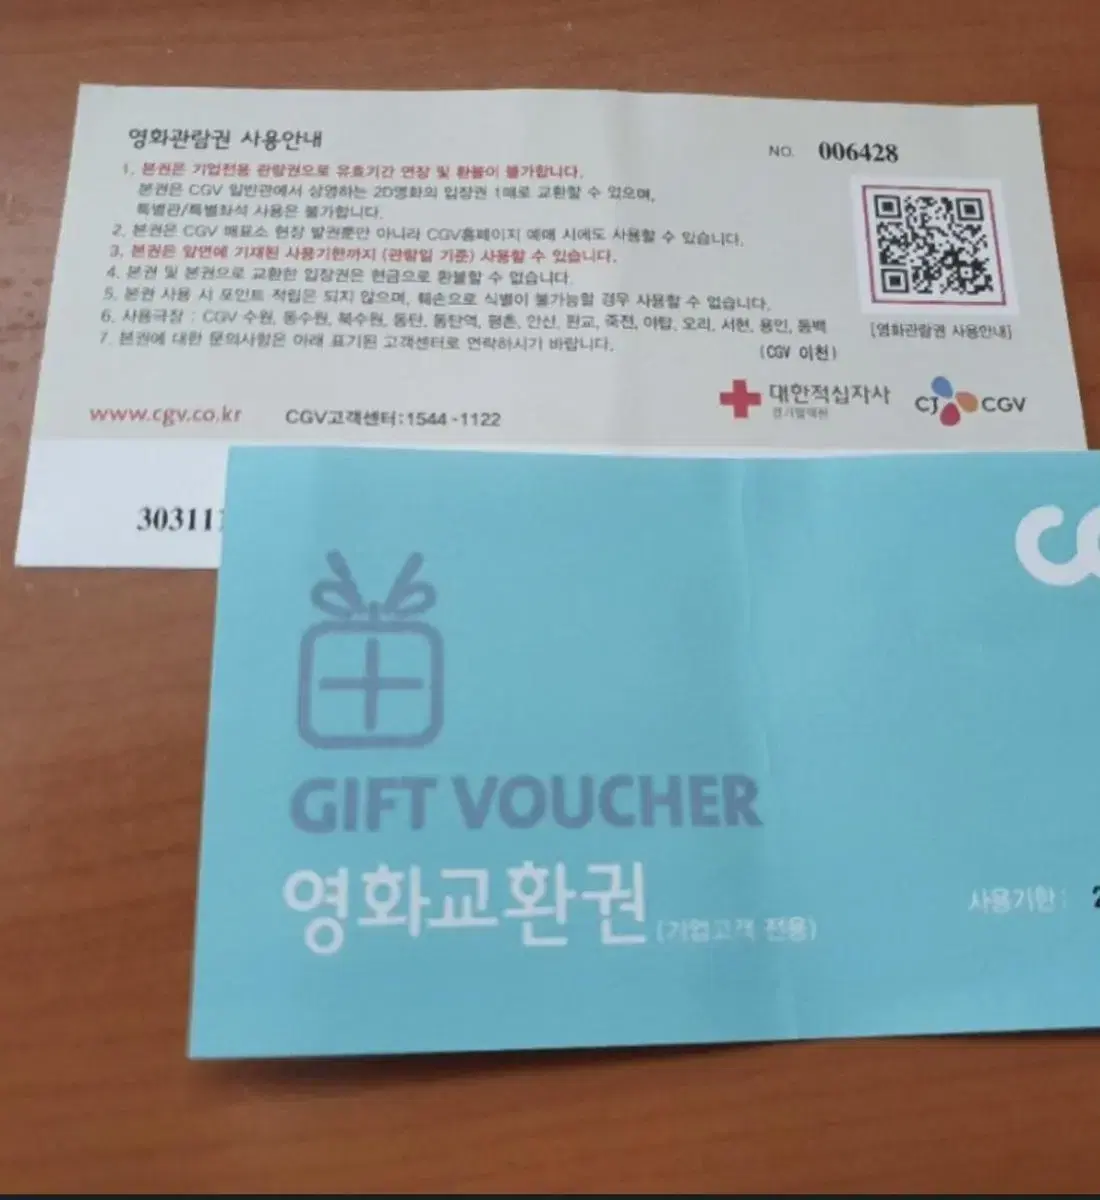 영화관람권 사용안내
NO. 006428
1. 본권은 기업전용 관람권으로 유효기간 연장 및 환불이 불가합니다.
본권은 CGV 일반관에서 상영하는 2D영화의 입장권 1매로 교환할 수 있으며,
특별관/특별좌석 사용은 불가합니다.
2. 본권은 CGV 매표소 현장 발권뿐만 아니라 CGV홈페이지 예매 시에도 사용할 수 있습니다.
3. 본권은 앞면에 기재된 사용기한까지 (관람일 기준) 사용할 수 있습니다.
4. 본권 및 본권으로 교환한 입장권은 현금으로 환불할 수 없습니다.
5. 본권 사용 시 포인트 적립은 되지 않으며, 훼손으로 식별이 불가능할 경우 사용할 수 없습니다.
6. 사용극장 : CGV 수원, 동수원, 북수원, 동탄, 동탄역, 평촌, 안산, 판교, 죽전, 야탑, 오리, 서현, 용인, 동백
(CGV 이천)
7. 본권에 대한 문의사항은 아래 표기된 고객센터로 연락하시기 바랍니다.
[영화관람권 사용안내]
www.cgv.co.kr
CGV고객센터:1544-1122
대한적십자사
경기혈액원
CJ CGV
30311
GIFT VOUCHER
영화교환권 (기업고객 전용)
사용기한 :